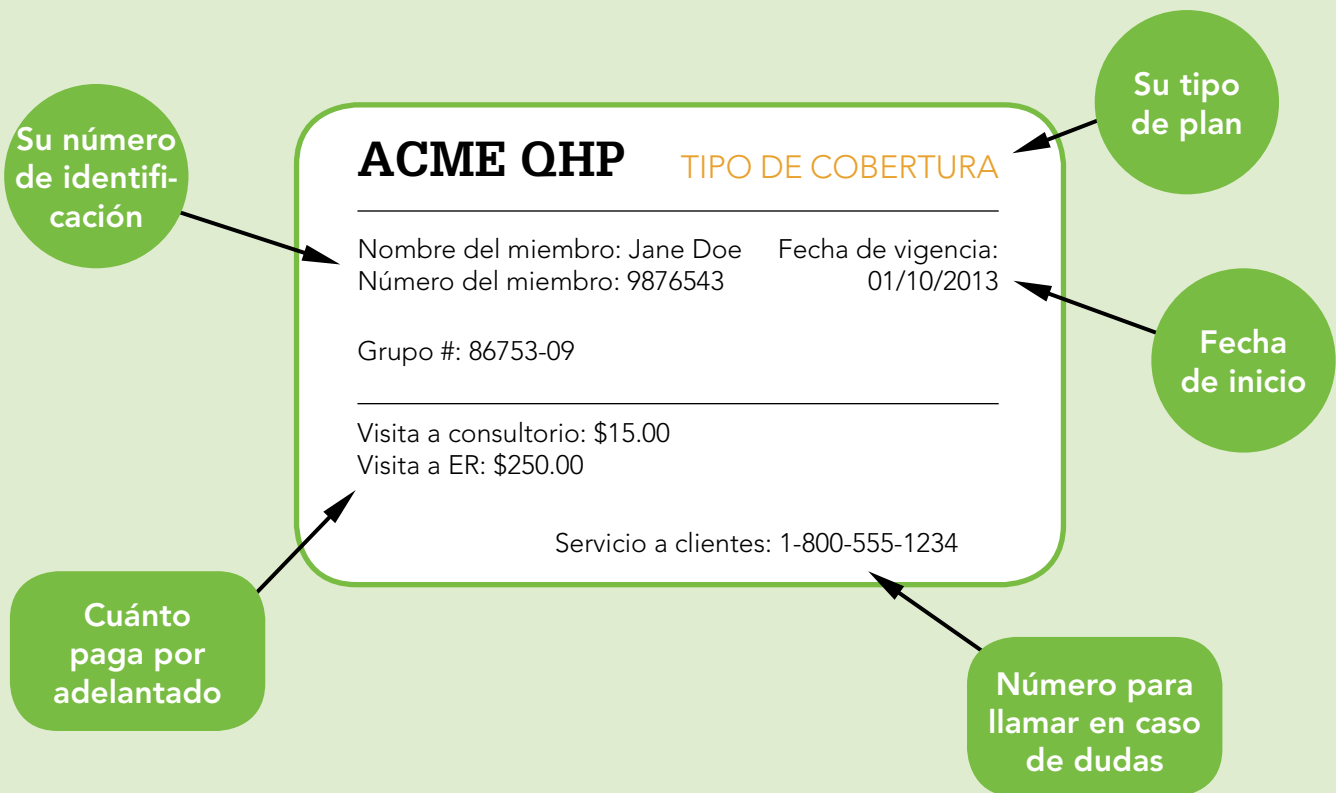 Su tipo
de plan
Su número
de identifi-
cación
ACME QHP TIPO DE COBERTURA
Nombre del miembro: Jane Doe Fecha de vigencia:
Número del miembro: 9876543 01/10/2013
Grupo #: 86753-09
Fecha
de inicio
Visita a consultorio: $15.00
Visita a ER: $250.00
Servicio a clientes: 1-800-555-1234
Cuánto
paga por
adelantado
Número para
llamar en caso
de dudas